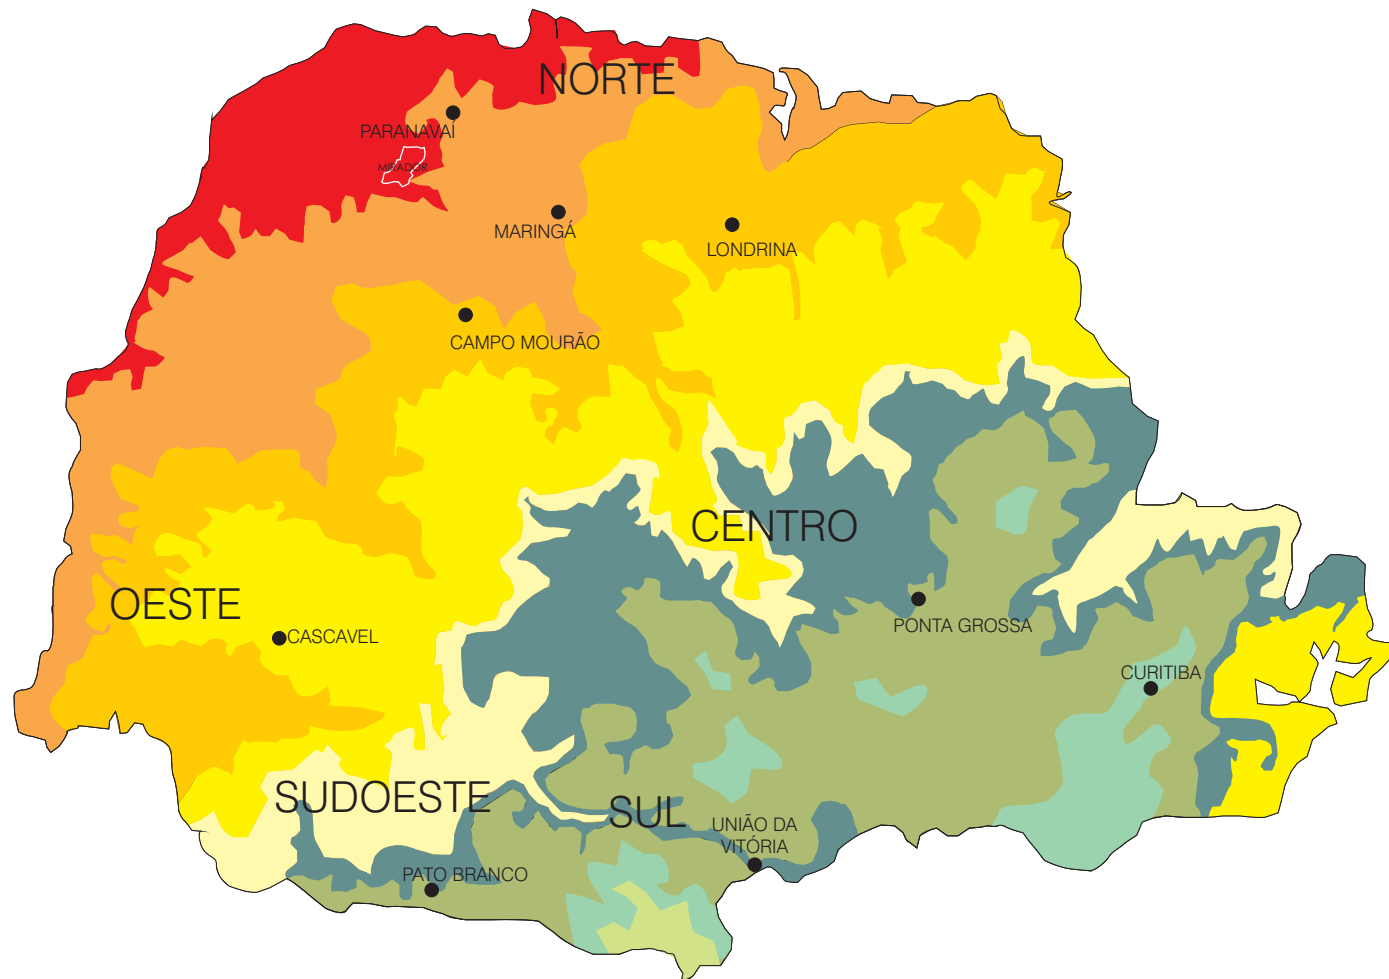 NORTE
PARANAVAÍ
MIRADOR
MARINGÁ
LONDRINA
CAMPO MOURÃO
CENTRO
OESTE
CASCAVEL
PONTA GROSSA
CURITIBA
SUDOESTE
SUL
UNIÃO DA
VITÓRIA
PATO BRANCO